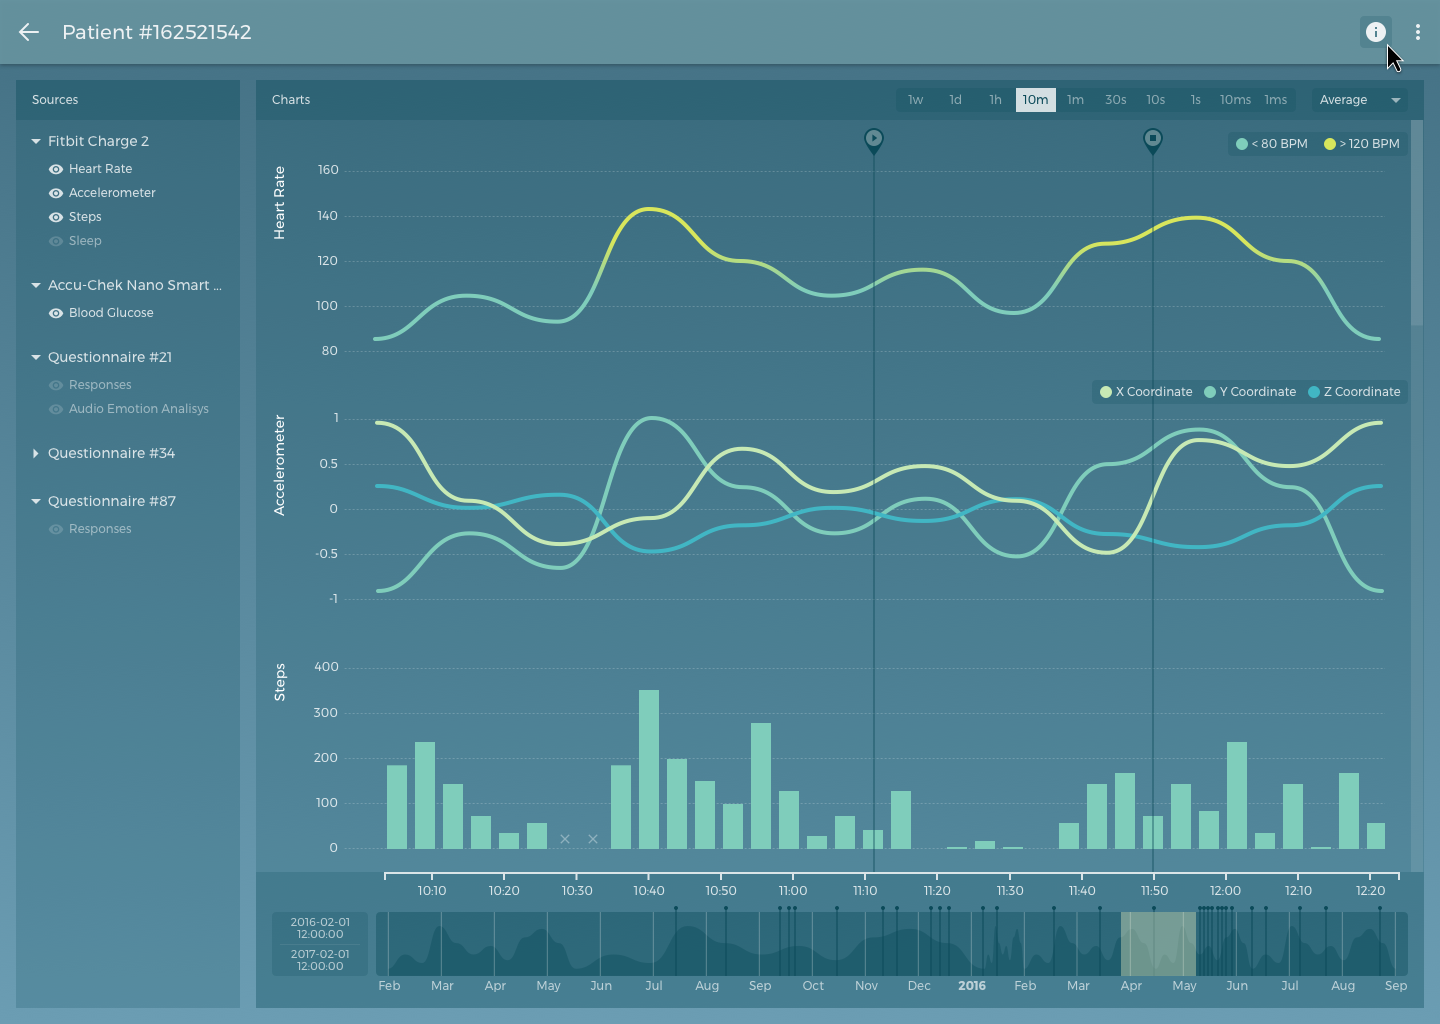 Patient #162521542
Sources
Charts
1w 1d 1h 10m 1m 30s 10s 1s 10ms 1ms
Average
Fitbit Charge 2
Heart Rate
Accelerometer
Steps
Sleep
Accu-Chek Nano Smart ...
Blood Glucose
Questionnaire #21
Responses
Audio Emotion Analisys
Questionnaire #34
Questionnaire #87
Responses
< 80 BPM > 120 BPM
Heart Rate
160
140
120
100
80
X Coordinate Y Coordinate Z Coordinate
Accelerometer
1
0.5
0
-0.5
-1
Steps
400
300
200
100
0
10:10 10:20 10:30 10:40 10:50 11:00 11:10 11:20 11:30 11:40 11:50 12:00 12:10 12:20
2016-02-01
12:00:00
2017-02-01
12:00:00
Feb Mar Apr May Jun Jul Aug Sep Oct Nov Dec 2016 Feb Mar Apr May Jun Jul Aug Sep